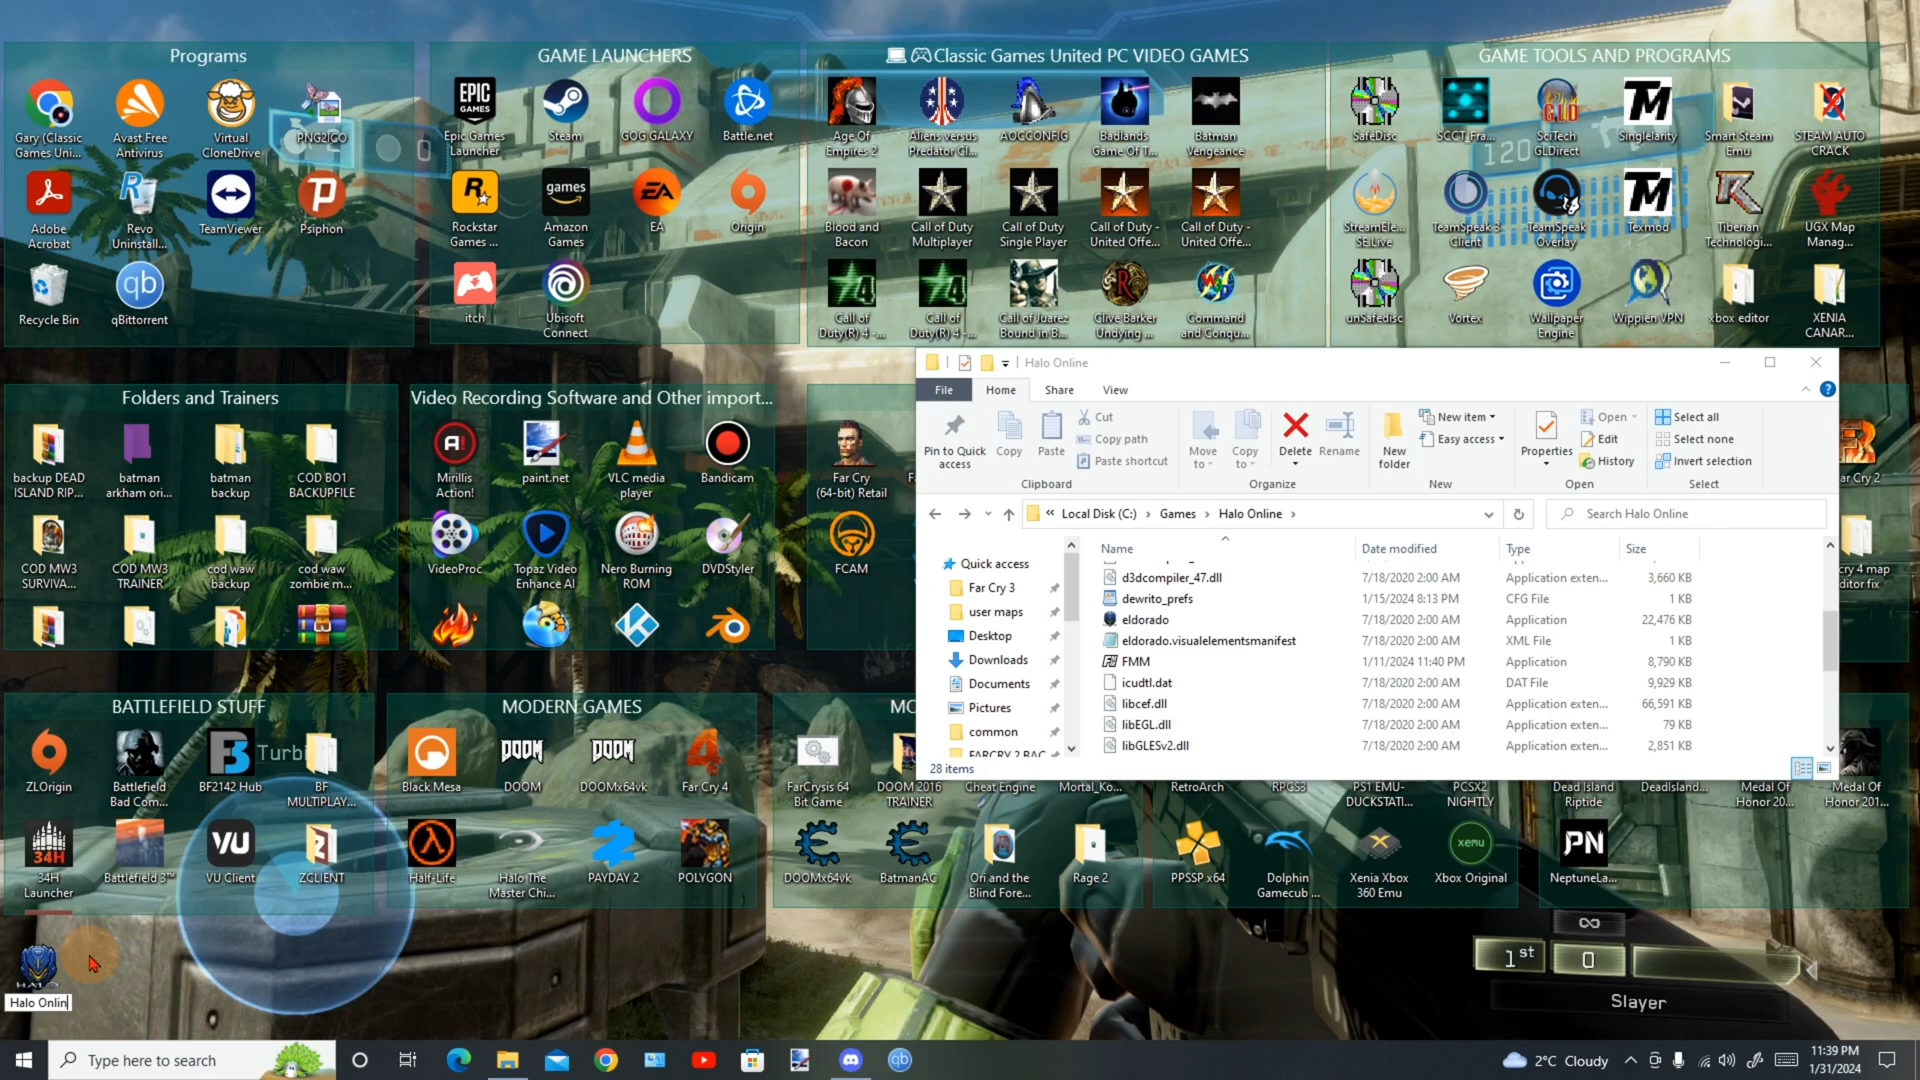 Programs
Gary (Classic Games Uni...
Avast Free Antivirus
Virtual CloneDrive
PNG2ICO
Adobe Acrobat
Revo Uninstall...
TeamViewer
Psiphon
Recycle Bin
qBittorrent
GAME LAUNCHERS
Epic Games Launcher
Steam
GOG GALAXY
Battle.net
Rockstar Games ...
Amazon Games
EA
Origin
itch
Ubisoft Connect
Classic Games United PC VIDEO GAMES
Age Of Empires 2
Aliens versus Predator Cl...
AOCCONFIG
Badlands Game Of T...
Batman Vengeance
Blood and Bacon
Call of Duty Multiplayer
Call of Duty Single Player
Call of Duty - United Offe...
Call of Duty - United Offe...
Call of Duty(R) 4 -...
Call of Duty(R) 4 -...
Call of Juarez Bound in B...
Clive Barker Undying ...
Command and Conqu...
GAME TOOLS AND PROGRAMS
SafeDisc
SCCT_Fra...
SciTech GLDirect
Singlelarity
Smart Steam Emu
STEAM AUTO CRACK
StreamEle... SE.Live
TeamSpeak 3 Client
TeamSpeak Overlay
Texmod
Tiberian Technologi...
UGX Map Manag...
unSafedisc
Vortex
Wallpaper Engine
Wippien VPN
xbox editor
XENIA CANAR...
Folders and Trainers
backup DEAD ISLAND RIP...
batman arkham ori...
batman backup
COD BO1 BACKUPFILE
COD MW3 SURVIVA...
COD MW3 TRAINER
cod waw backup
cod waw zombie m...
Video Recording Software and Other import...
Mirillis Action!
paint.net
VLC media player
Bandicam
VideoProc
Topaz Video Enhance AI
Nero Burning ROM
DVDStyler
Far Cry (64-bit) Retail
FCAM
Halo Online
File
Home
Share
View
Pin to Quick access
Copy
Paste
Cut
Copy path
Paste shortcut
Clipboard
Move to
Copy to
Delete
Rename
Organize
New folder
New item
Easy access
New
Properties
Open
Edit
History
Open
Select all
Select none
Invert selection
Select
« Local Disk (C:) > Games > Halo Online >
Search Halo Online
Quick access
Far Cry 3
user maps
Desktop
Downloads
Documents
Pictures
common
FARCRY 2 BAC
Name Date modified Type Size
d3dcompiler_47.dll 7/18/2020 2:00 AM Application exten... 3,660 KB
dewrito_prefs 1/15/2024 8:13 PM CFG File 1 KB
eldorado 7/18/2020 2:00 AM Application 22,476 KB
eldorado.visualelementsmanifest 7/18/2020 2:00 AM XML File 1 KB
FMM 1/11/2024 11:40 PM Application 8,790 KB
icudtl.dat 7/18/2020 2:00 AM DAT File 9,929 KB
libcef.dll 7/18/2020 2:00 AM Application exten... 66,591 KB
libEGL.dll 7/18/2020 2:00 AM Application exten... 79 KB
libGLESv2.dll 7/18/2020 2:00 AM Application exten... 2,851 KB
28 items
BATTLEFIELD STUFF
ZLOrigin
Battlefield Bad Com...
BF2142 Hub
BF MULTIPLAY...
34H Launcher
Battlefield 3™
VU Client
ZCLIENT
MODERN GAMES
Black Mesa
DOOM
DOOMx64vk
Far Cry 4
Half-Life
Halo The Master Chi...
PAYDAY 2
POLYGON
FarCrysis 64 Bit Game
DOOM 2016 TRAINER
Cheat Engine
Mortal_Ko...
DOOMx64vk
BatmanAC
Ori and the Blind Fore...
Rage 2
RetroArch
RPCS3
PS1 EMU- DUCKSTATI...
PCSX2 NIGHTLY
PPSSP x64
Dolphin Gamecub ...
Xenia Xbox 360 Emu
Xbox Original
Dead Island Riptide
DeadIsland...
Medal Of Honor 20...
Medal Of Honor 201...
NeptuneLa...
Halo Onlin
1st
0
Slayer
Type here to search
2°C Cloudy
11:39 PM
1/31/2024